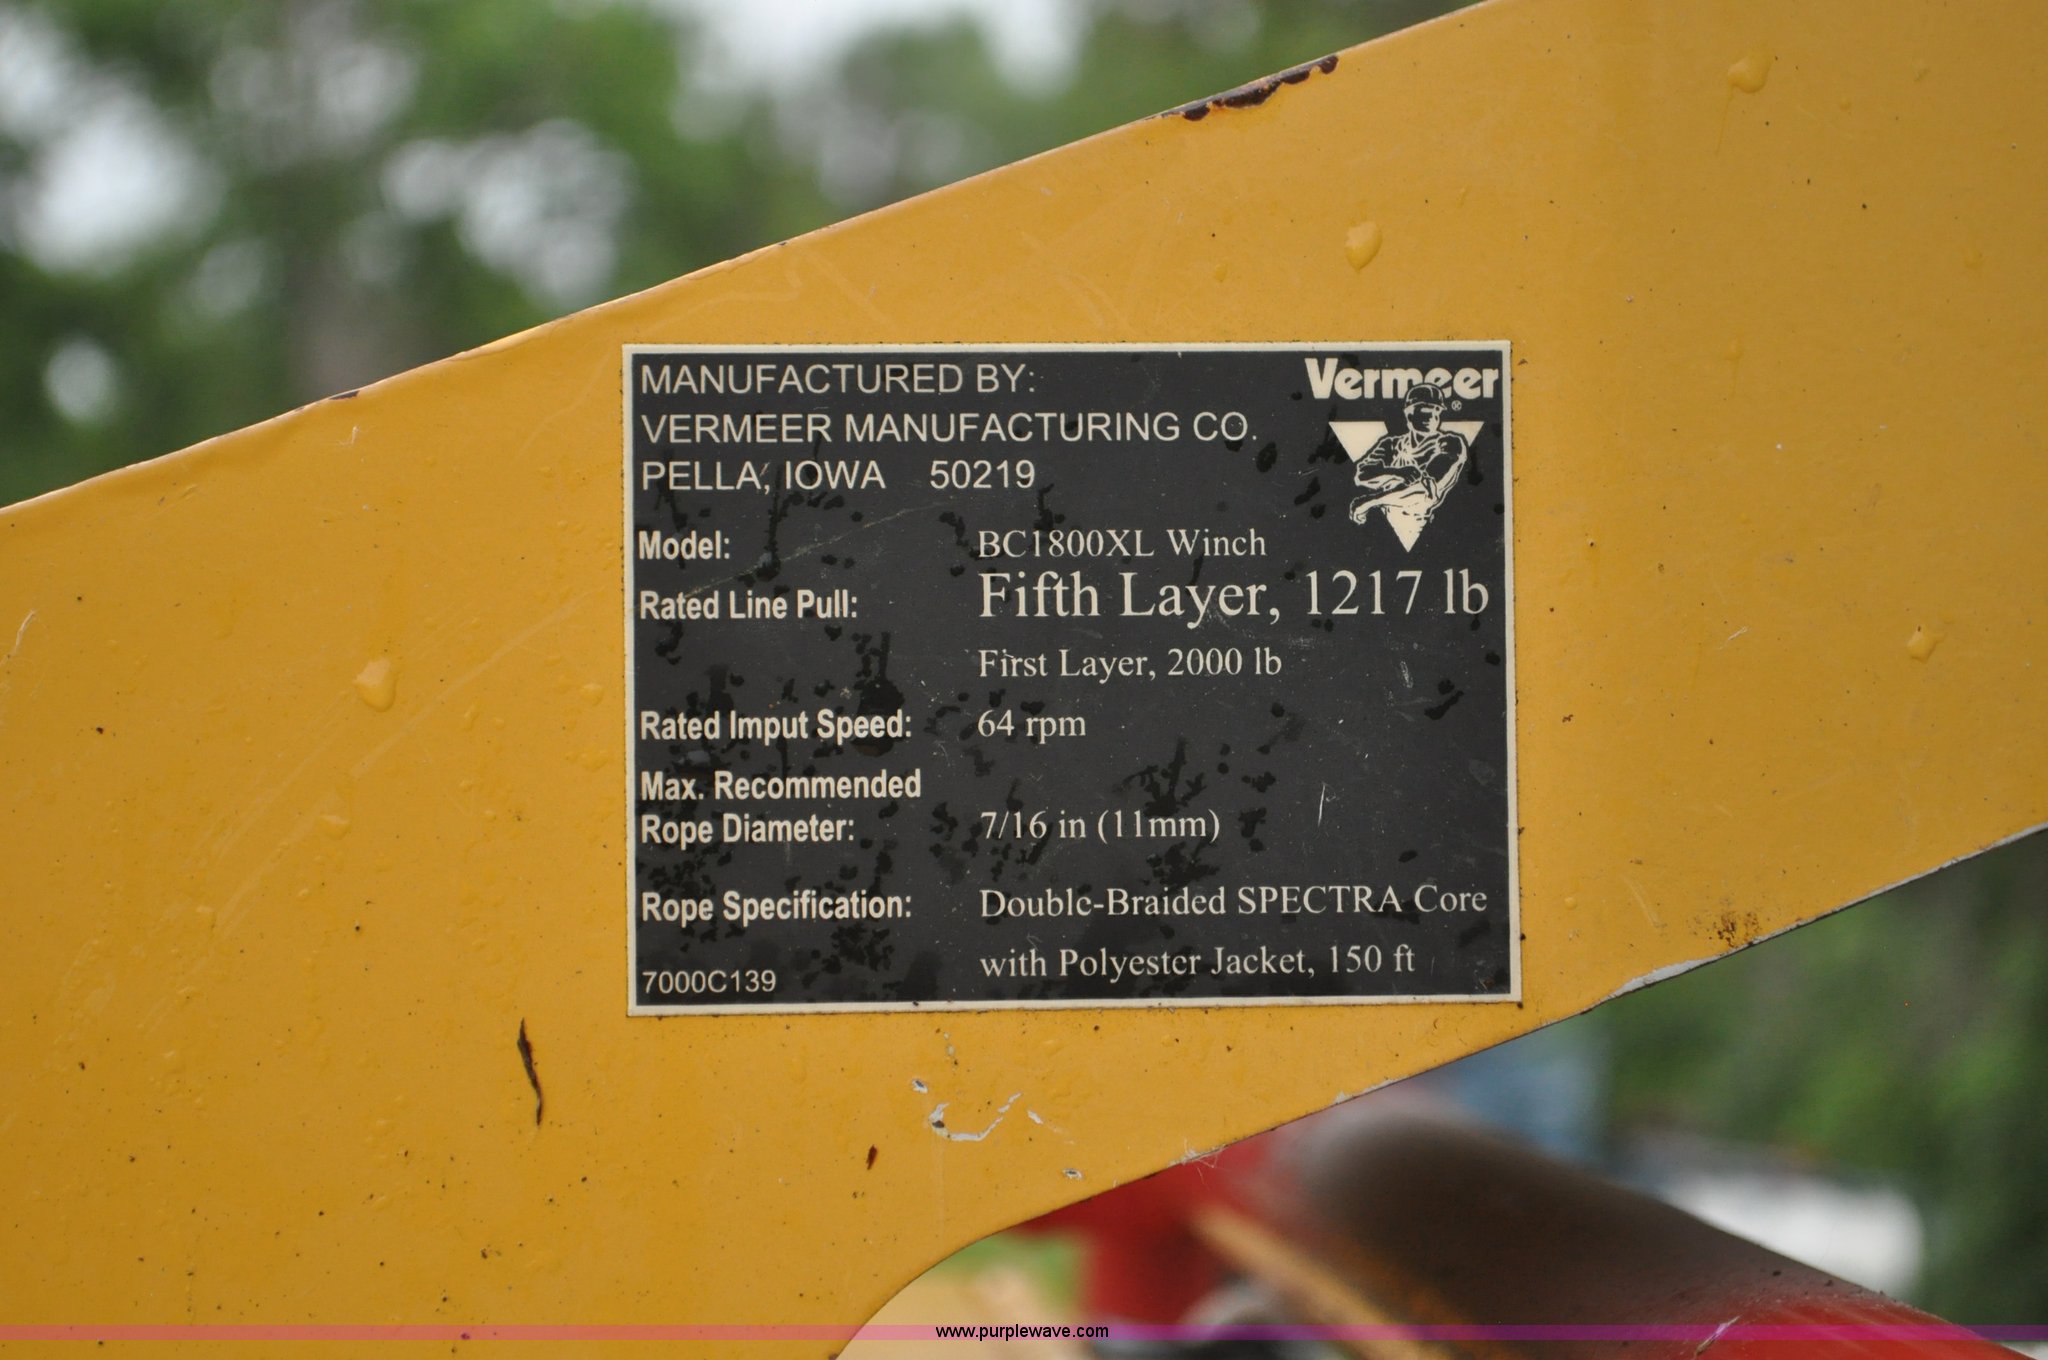 MANUFACTURED BY:
VERMEER MANUFACTURING CO.
PELLA, IOWA 50219
Vermeer
®
Model: BC1800XL Winch
Rated Line Pull: Fifth Layer, 1217 lb
First Layer, 2000 lb
Rated Imput Speed: 64 rpm
Max. Recommended
Rope Diameter: 7/16 in (11mm)
Rope Specification: Double-Braided SPECTRA Core
with Polyester Jacket, 150 ft
7000C139
www.purplewave.com